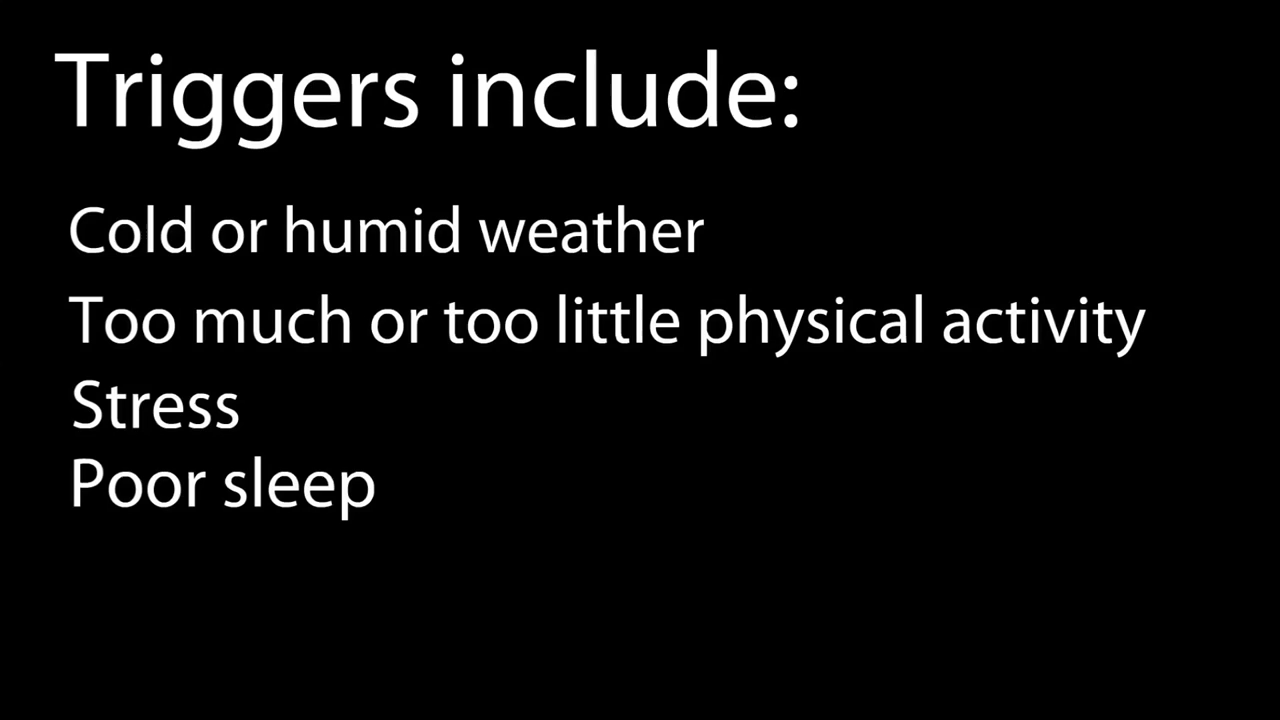 Triggers include:
Cold or humid weather
Too much or too little physical activity
Stress
Poor sleep